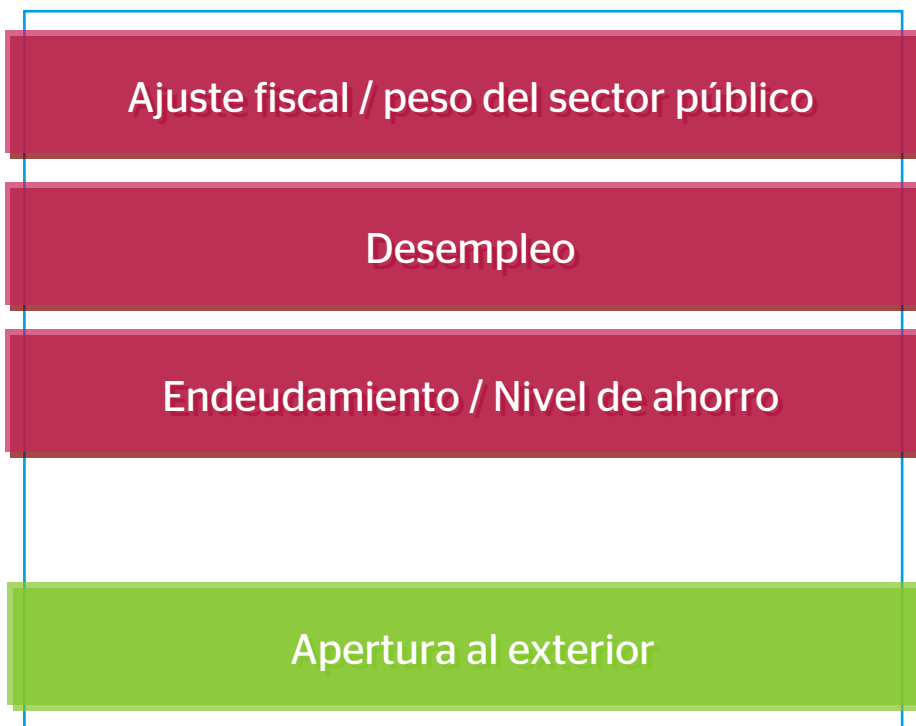 Ajuste fiscal / peso del sector público
Desempleo
Endeudamiento / Nivel de ahorro
Apertura al exterior